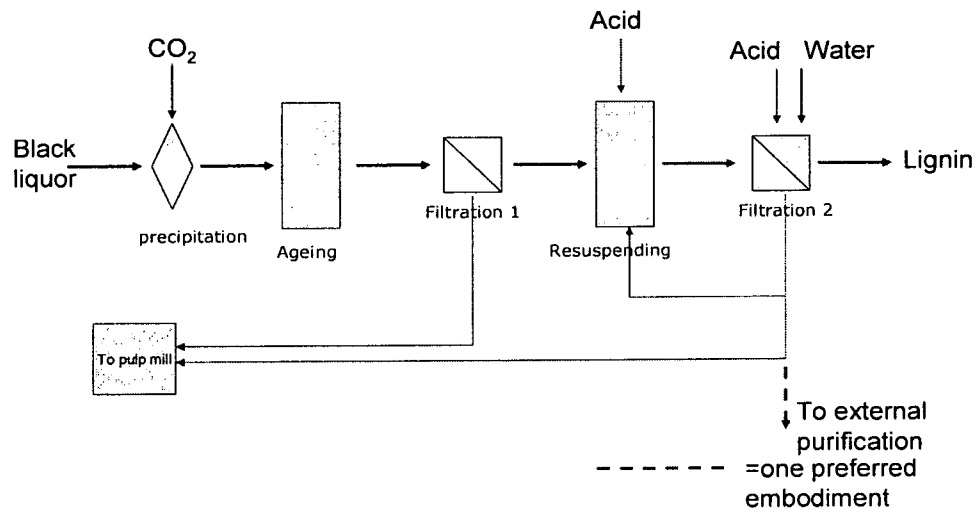 Acid
CO₂
Acid Water
Black
liquor
Lignin
Filtration 1
Filtration 2
precipitation
Ageing
Resuspending
To pulp mill
To external
purification
=one preferred
embodiment